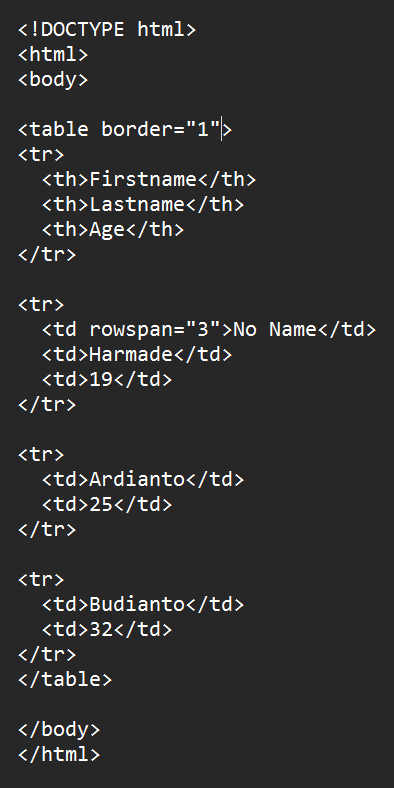 <!DOCTYPE html>
<html>
<body>

<table border="1">
<tr>
  <th>Firstname</th>
  <th>Lastname</th>
  <th>Age</th>
</tr>

<tr>
  <td rowspan="3">No Name</td>
  <td>Harmade</td>
  <td>19</td>
</tr>

<tr>
  <td>Ardianto</td>
  <td>25</td>
</tr>

<tr>
  <td>Budianto</td>
  <td>32</td>
</tr>
</table>

</body>
</html>